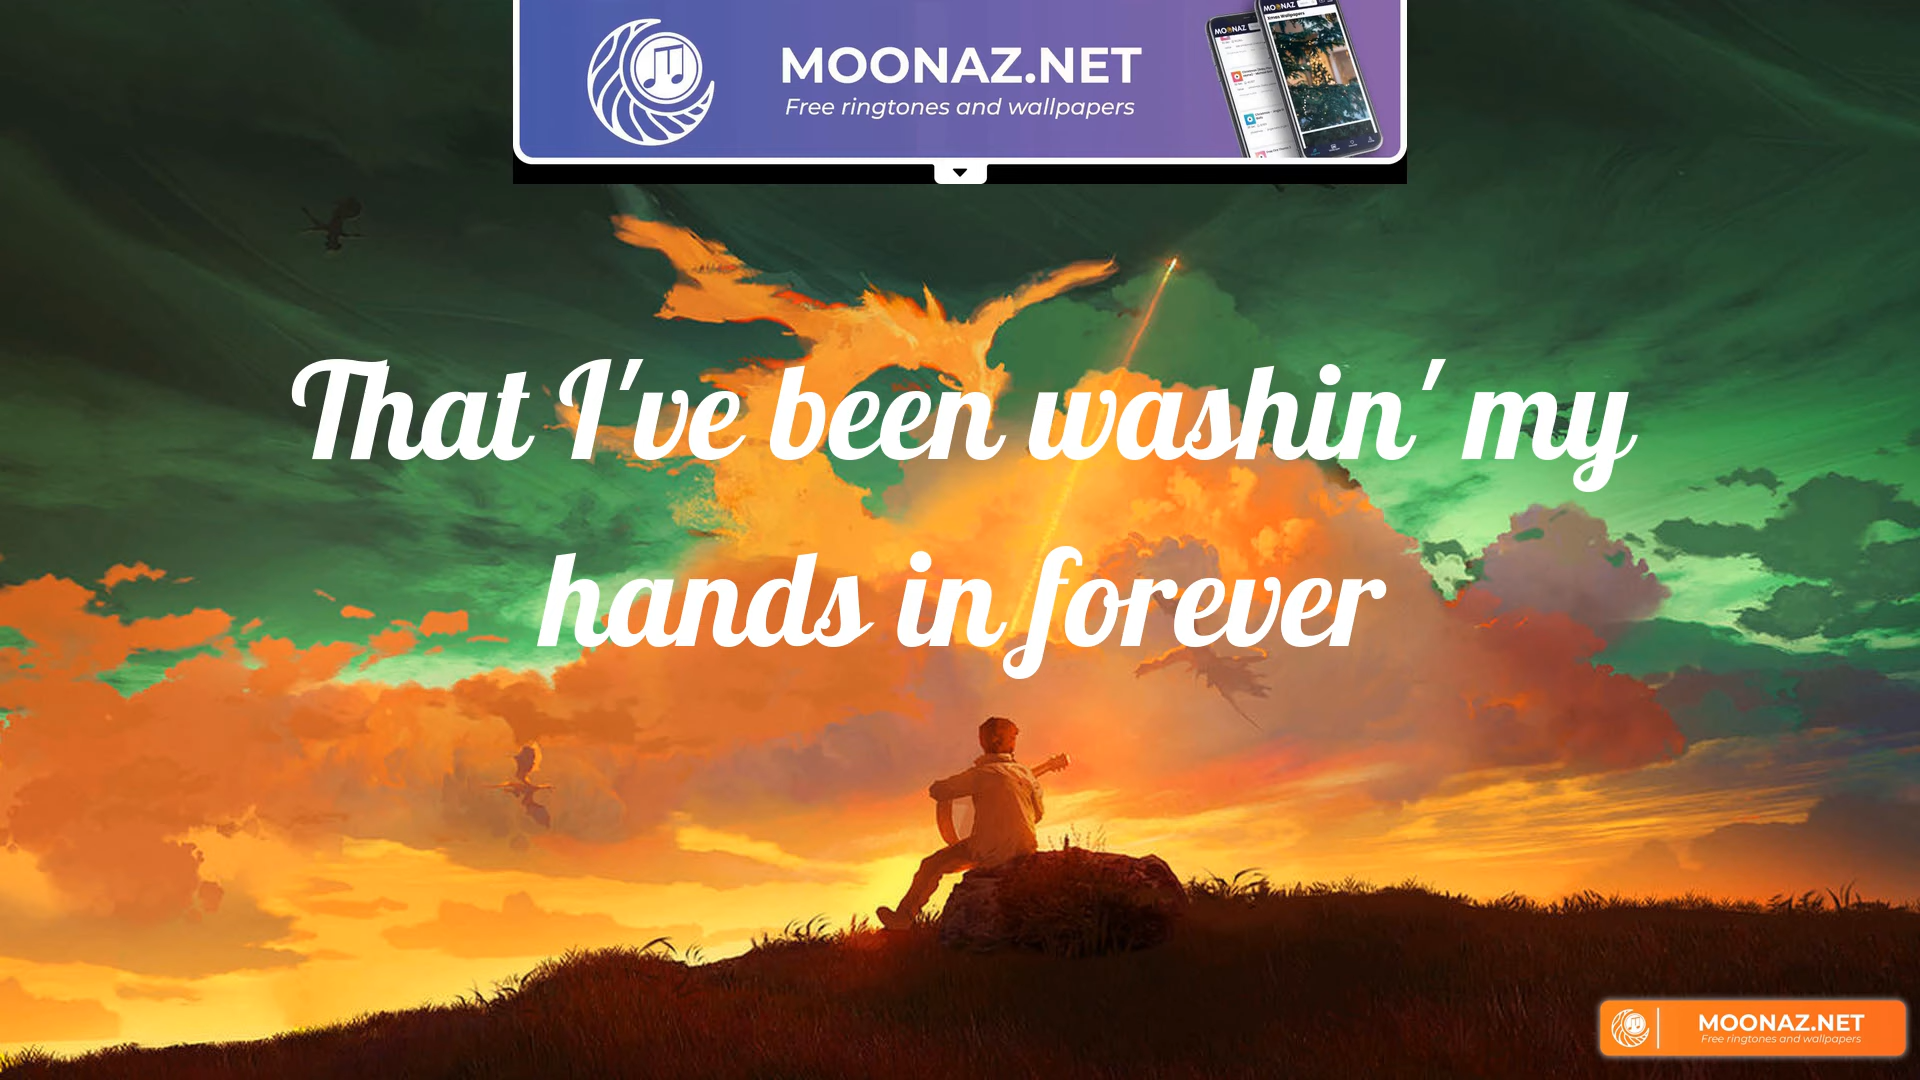 MOONAZ.NET
Free ringtones and wallpapers
That I've been washin' my
hands in forever
MOONAZ.NET
Free ringtones and wallpapers